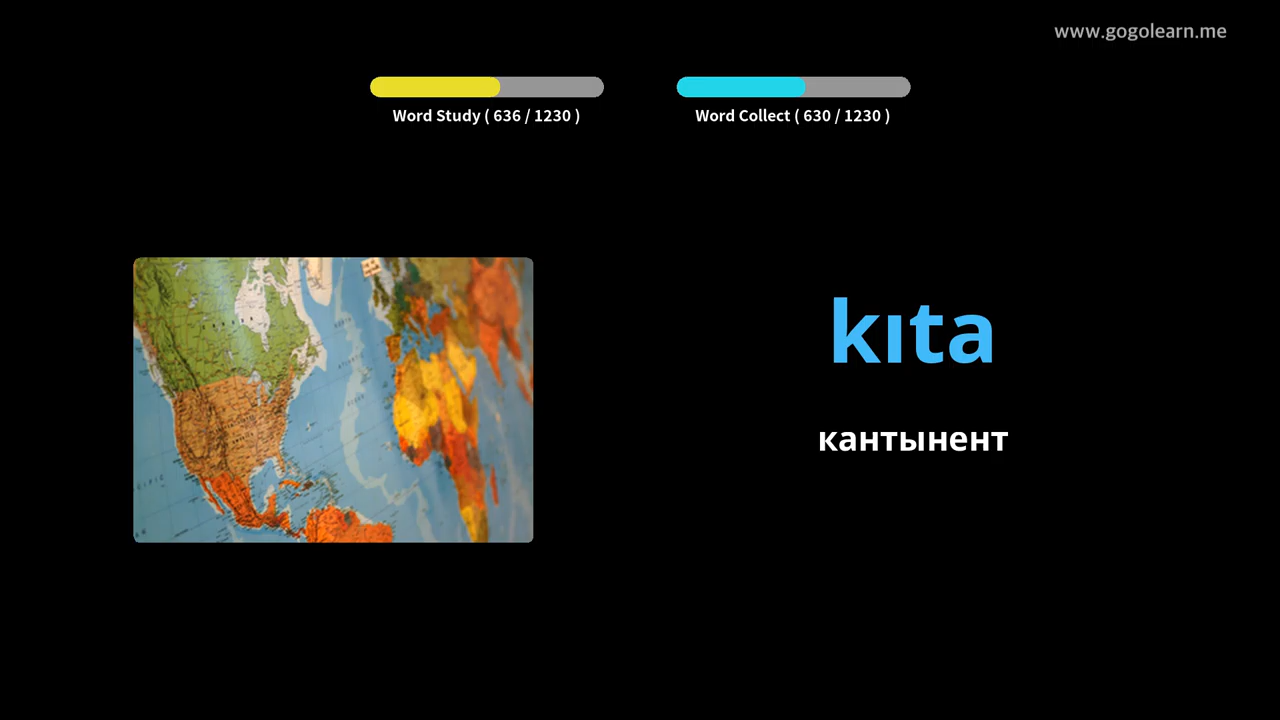 www.gogolearn.me
Word Study ( 636 / 1230 )
Word Collect ( 630 / 1230 )
kıta
кантынент